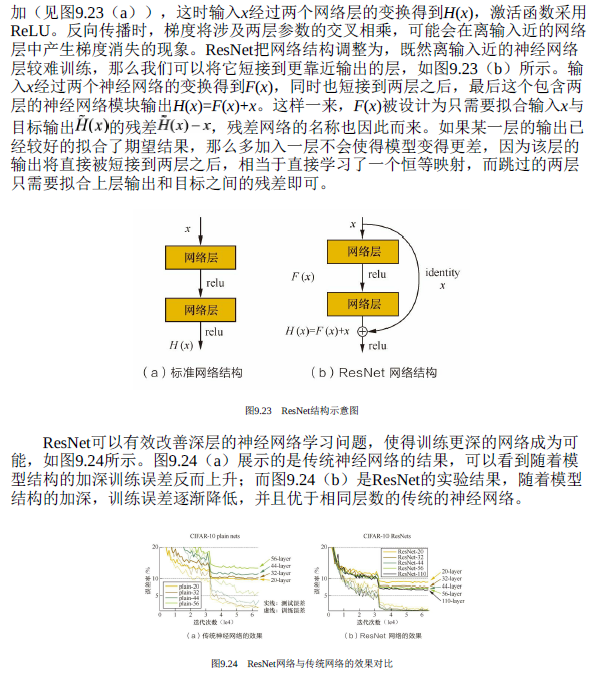 加（见图9.23（a）），这时输入x经过两个网络层的变换得到H(x)，激活函数采用
ReLU。反向传播时，梯度将涉及两层参数的交叉相乘，可能会在离输入近的网络
层中产生梯度消失的现象。ResNet把网络结构调整为，既然离输入近的神经网络
层较难训练，那么我们可以将它短接到更靠近输出的层，如图9.23（b）所示。输
入x经过两个神经网络的变换得到F(x)，同时也短接到两层之后，最后这个包含两
层的神经网络模块输出H(x)=F(x)+x。这样一来，F(x)被设计为只需要拟合输入x与
目标输出H̃(x)的残差H̃(x)−x，残差网络的名称也因此而来。如果某一层的输出已
经较好的拟合了期望结果，那么多加入一层不会使得模型变得更差，因为该层的
输出将直接被短接到两层之后，相当于直接学习了一个恒等映射，而跳过的两层
只需要拟合上层输出和目标之间的残差即可。
x
网络层
relu
网络层
relu
H(x)
（a）标准网络结构
x
网络层
F(x)
relu
identity
x
网络层
H(x)=F(x)+x
relu
（b）ResNet 网络结构
图9.23 ResNet结构示意图
ResNet可以有效改善深层的神经网络学习问题，使得训练更深的网络成为可
能，如图9.24所示。图9.24（a）展示的是传统神经网络的结果，可以看到随着模
型结构的加深训练误差反而上升；而图9.24（b）是ResNet的实验结果，随着模型
结构的加深，训练误差逐渐降低，并且优于相同层数的传统的神经网络。
CIFAR-10 plain nets
20
10
5
0
误差率/%
plain-20
plain-32
plain-44
plain-56
56-layer
44-layer
32-layer
20-layer
实线：测试误差
虚线：训练误差
0 1 2 3 4 5 6
迭代次数（1e4）
（a）传统神经网络的效果
CIFAR-10 ResNets
20
10
5
0
误差率/%
ResNet-20
ResNet-32
ResNet-44
ResNet-56
ResNet-110
20-layer
32-layer
44-layer
56-layer
110-layer
0 1 2 3 4 5 6
迭代次数（1e4）
（b）ResNet 网络的效果
图9.24 ResNet网络与传统网络的效果对比